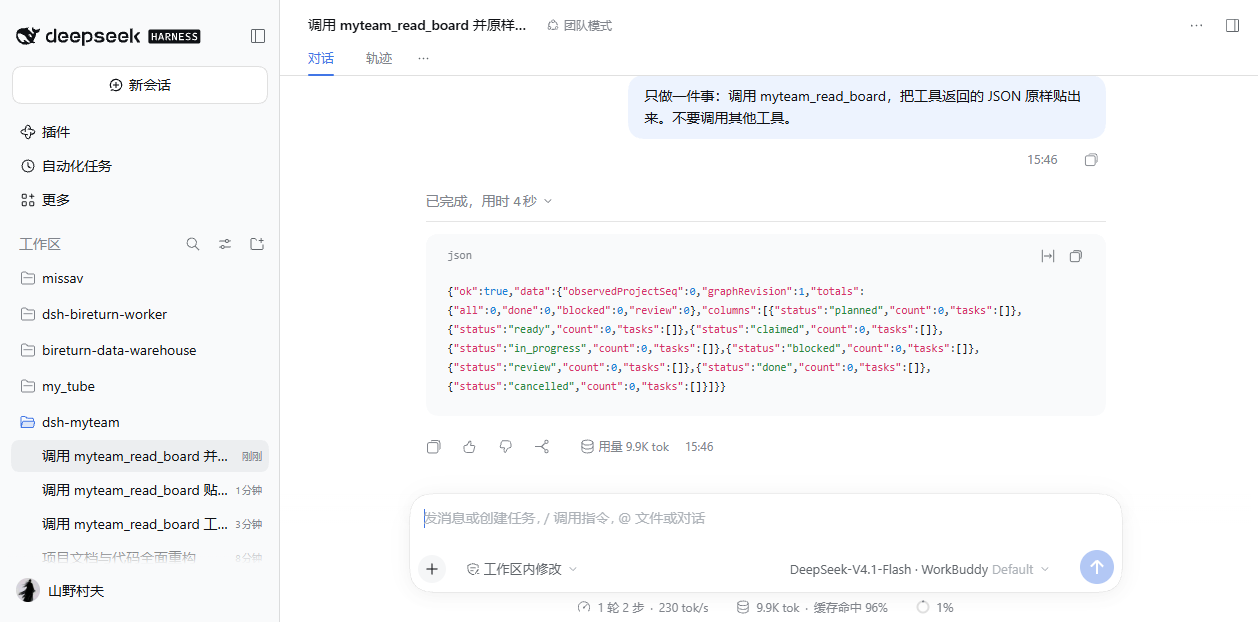 deepseek HARNESS
新会话
插件
自动化任务
更多
工作区
missav
dsh-bireturn-worker
bireturn-data-warehouse
my_tube
dsh-myteam
调用 myteam_read_board 并... 刚刚
调用 myteam_read_board 贴... 1分钟
调用 myteam_read_board 工... 3分钟
项目文档与代码全面重构 8分钟
山野村夫
调用 myteam_read_board 并原样... 团队模式
对话 轨迹 ...
只做一件事：调用 myteam_read_board，把工具返回的 JSON 原样贴出
来。不要调用其他工具。
15:46
已完成，用时 4秒
json
{"ok":true,"data":{"observedProjectSeq":0,"graphRevision":1,"totals":
{"all":0,"done":0,"blocked":0,"review":0},"columns":[{"status":"planned","count":0,"tasks":[]},
{"status":"ready","count":0,"tasks":[]},{"status":"claimed","count":0,"tasks":[]},
{"status":"in_progress","count":0,"tasks":[]},{"status":"blocked","count":0,"tasks":[]},
{"status":"review","count":0,"tasks":[]},{"status":"done","count":0,"tasks":[]},
{"status":"cancelled","count":0,"tasks":[]}]}}
用量 9.9K tok 15:46
发消息或创建任务, / 调用指令, @ 文件或对话
工作区内修改
DeepSeek-V4.1-Flash · WorkBuddy Default
1 轮 2 步 · 230 tok/s 9.9K tok · 缓存命中 96% 1%